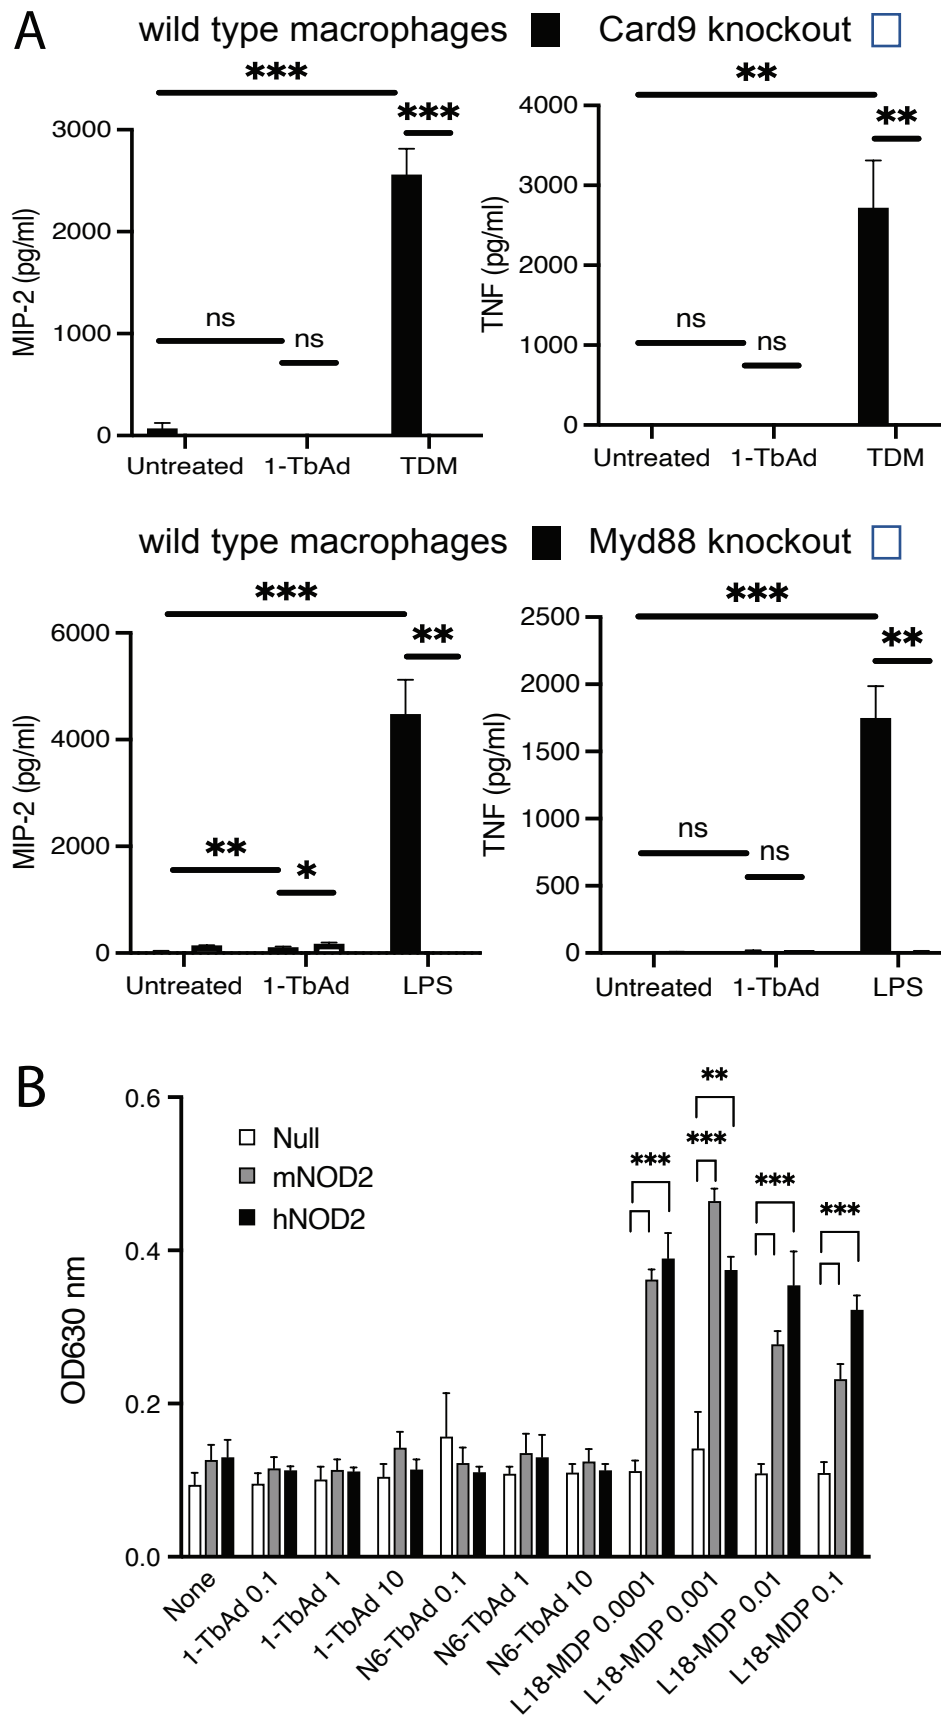 A
wild type macrophages
Card9 knockout
***
***
3000
2000
1000
0
MIP-2 (pg/ml)
ns
ns
Untreated
1-TbAd
TDM
**
**
4000
3000
2000
1000
0
TNF (pg/ml)
ns
ns
Untreated
1-TbAd
TDM
wild type macrophages
Myd88 knockout
***
**
6000
4000
2000
0
MIP-2 (pg/ml)
**
*
Untreated
1-TbAd
LPS
***
**
2500
2000
1500
1000
500
0
TNF (pg/ml)
ns
ns
Untreated
1-TbAd
LPS
B
0.6
0.4
0.2
0.0
OD630 nm
Null
mNOD2
hNOD2
***
**
***
***
***
None
1-TbAd 0.1
1-TbAd 1
1-TbAd 10
N6-TbAd 0.1
N6-TbAd 1
N6-TbAd 10
L18-MDP 0.0001
L18-MDP 0.001
L18-MDP 0.01
L18-MDP 0.1